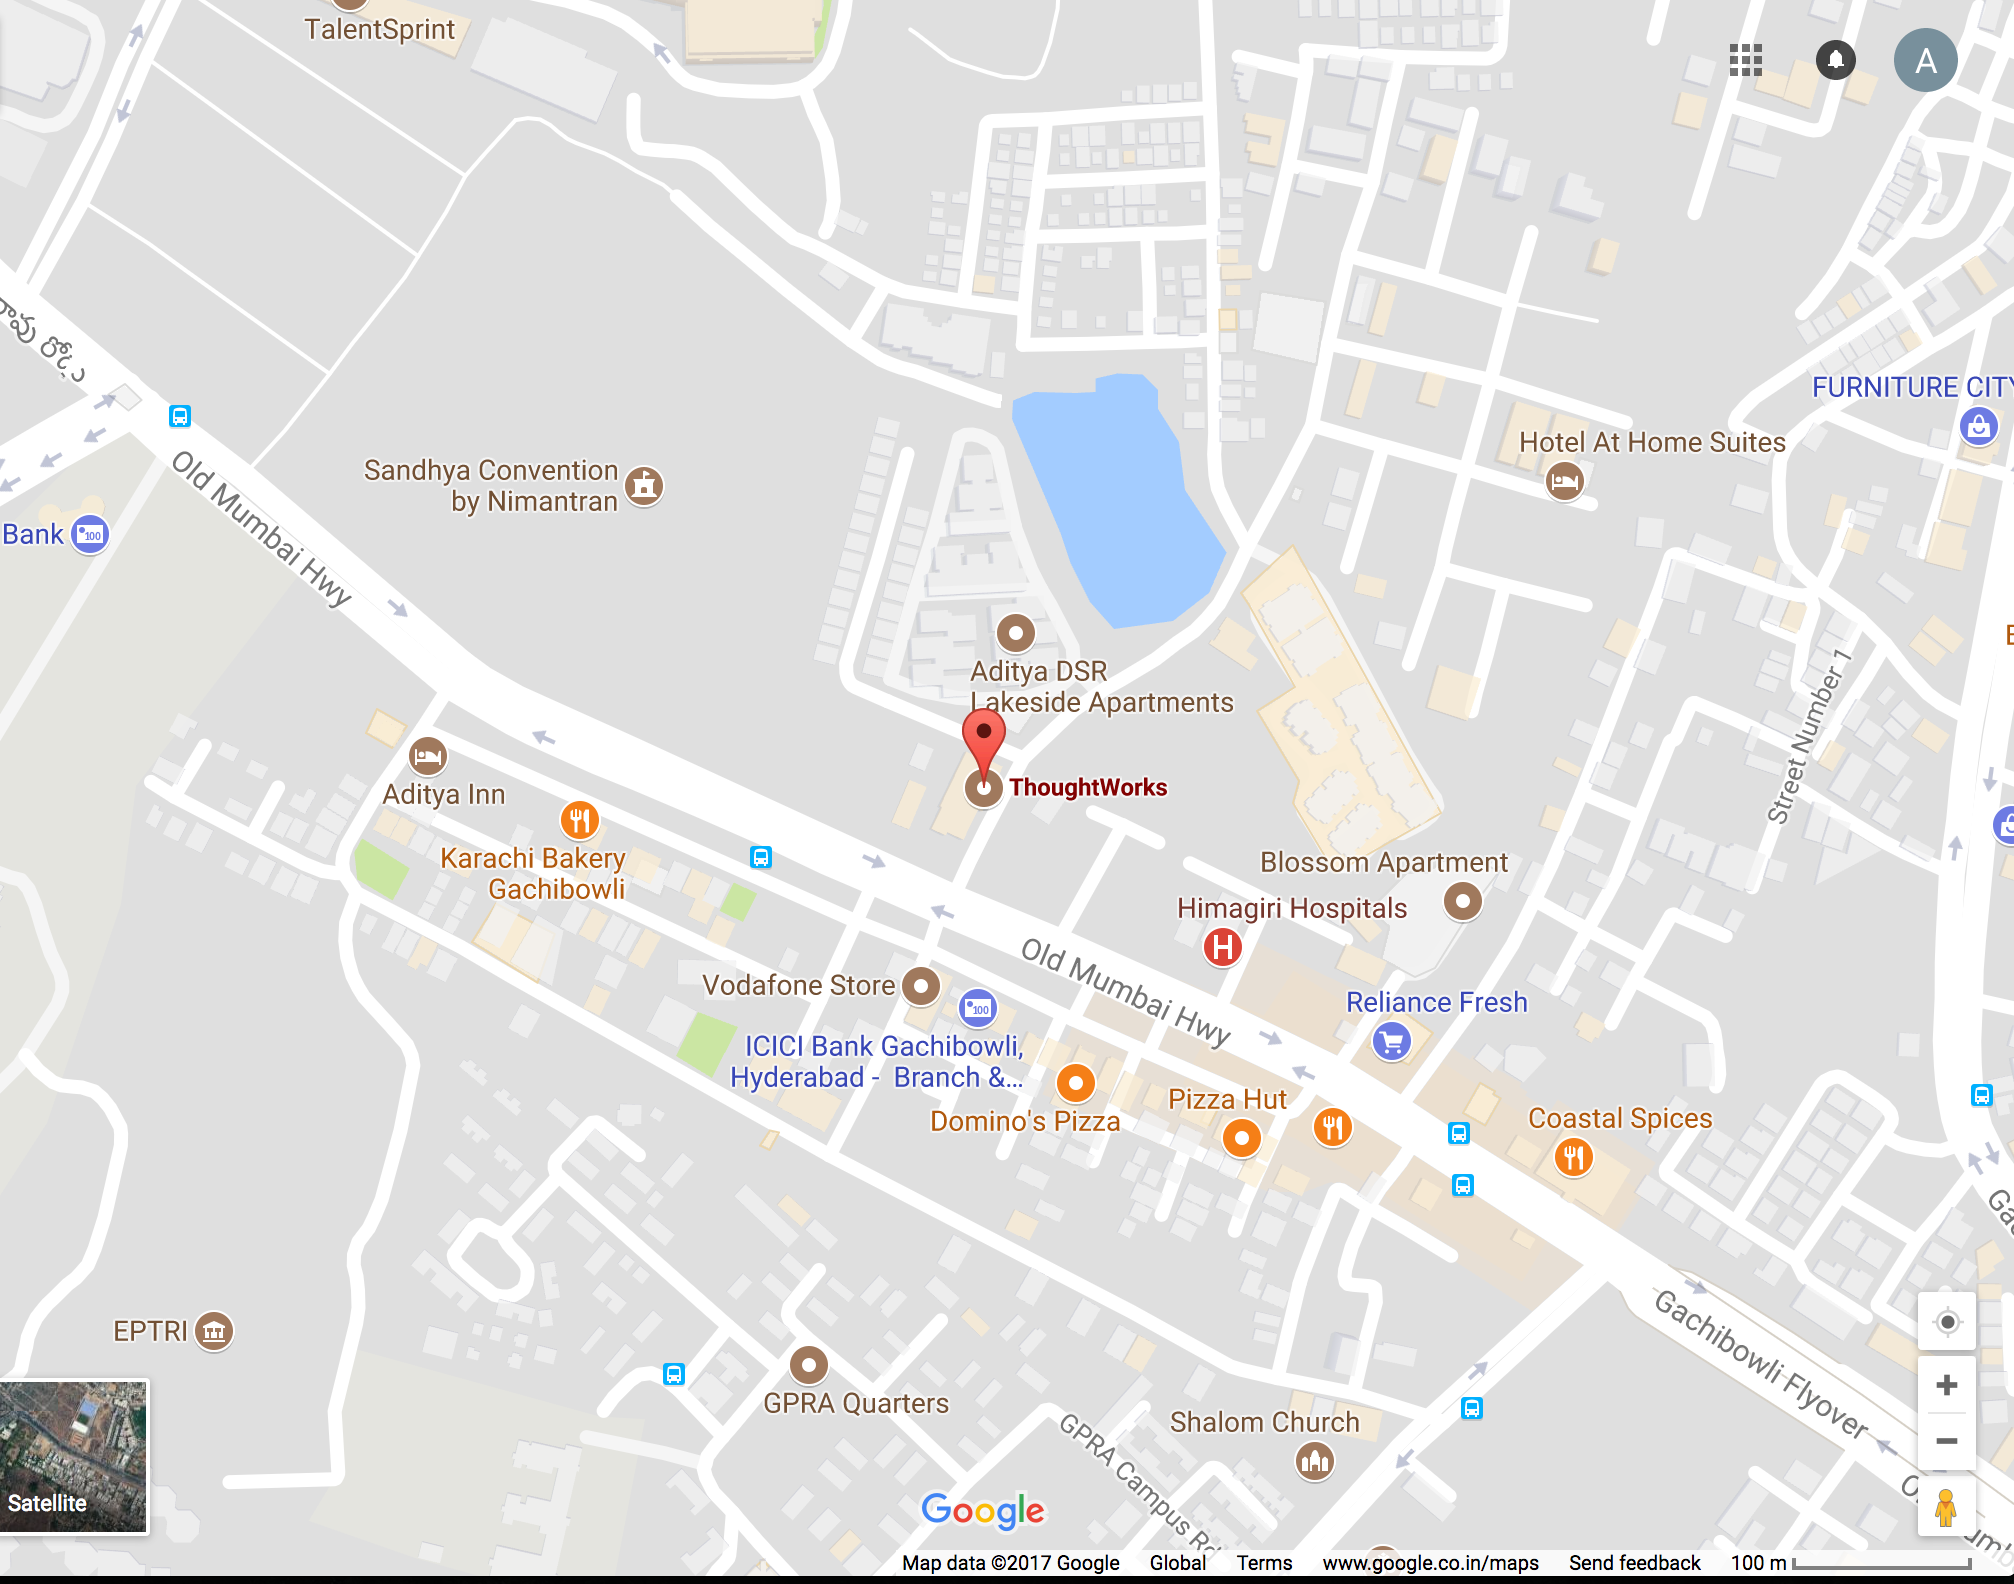 TalentSprint
A
రావు రోడ్డు
FURNITURE CITY
Hotel At Home Suites
Sandhya Convention
by Nimantran
Old Mumbai Hwy
Bank
100
Aditya DSR
Lakeside Apartments
Street Number 1
ThoughtWorks
Aditya Inn
Karachi Bakery
Gachibowli
Blossom Apartment
Himagiri Hospitals
H
Old Mumbai Hwy
Vodafone Store
100
Reliance Fresh
ICICI Bank Gachibowli,
Hyderabad - Branch &...
Domino's Pizza
Pizza Hut
Coastal Spices
EPTRI
Gachibowli Flyover
GPRA Quarters
Shalom Church
GPRA Campus Rd
Satellite
Google
Map data ©2017 Google Global Terms www.google.co.in/maps Send feedback 100 m